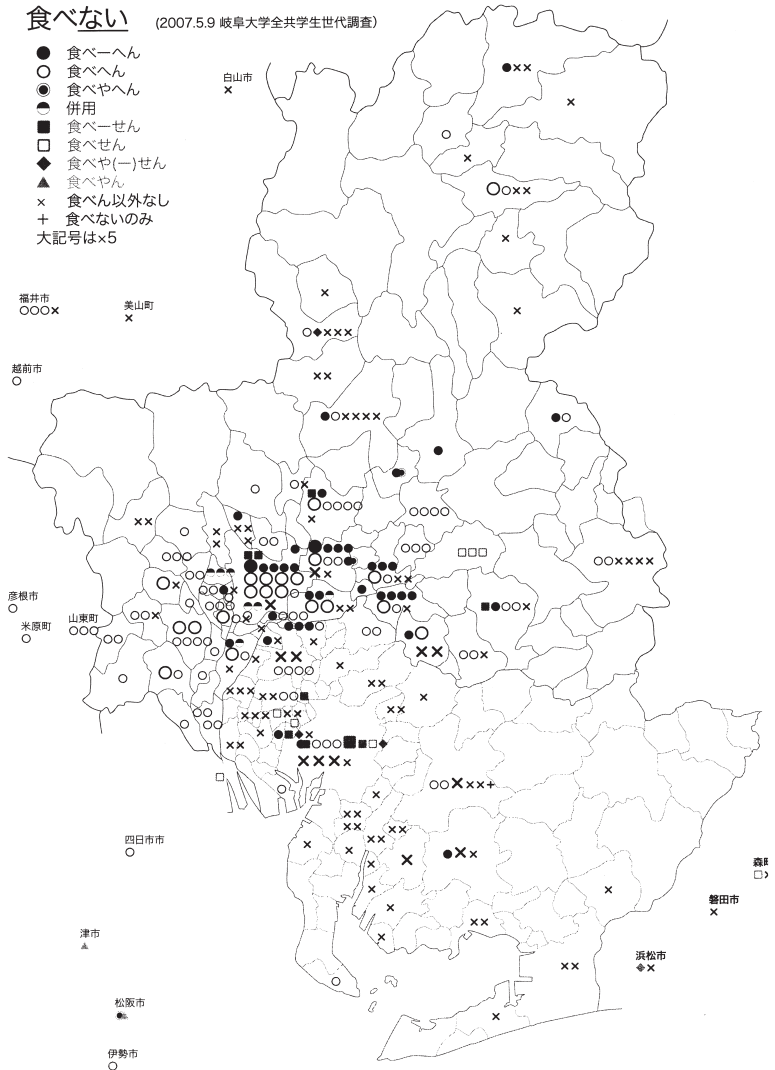 食べない (2007.5.9 岐阜大学全共学生世代調査)
食べーへん
食べへん
食べやへん
併用
食べーせん
食べせん
食べや(ー)せん
食べやん
食べん以外なし
食べないのみ
大記号は×5
白山市
福井市
美山町
越前市
彦根市
米原町
山東町
四日市市
津市
松阪市
伊勢市
森町
磐田市
浜松市